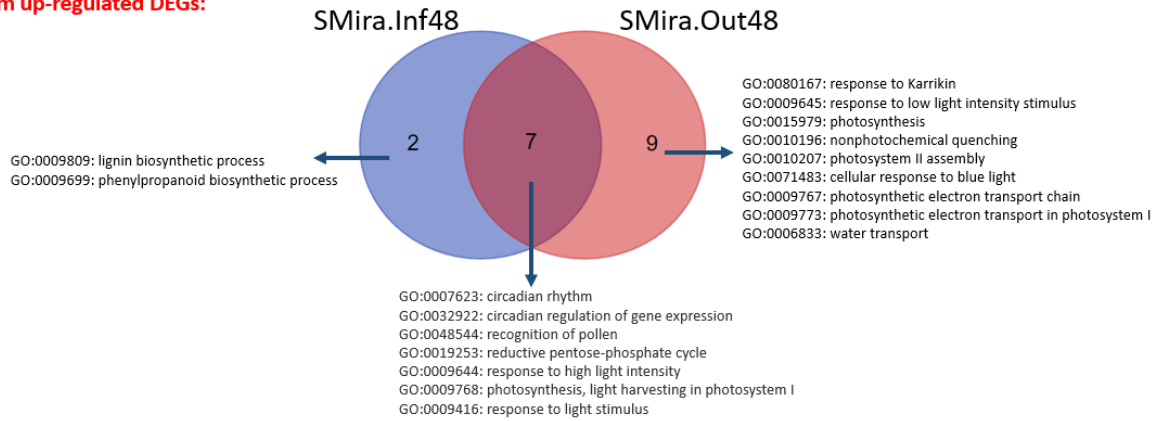 up-regulated DEGs:
SMira.Inf48
SMira.Out48
2
7
9
GO:0009809: lignin biosynthetic process
GO:0009699: phenylpropanoid biosynthetic process
GO:0080167: response to Karrikin
GO:0009645: response to low light intensity stimulus
GO:0015979: photosynthesis
GO:0010196: nonphotochemical quenching
GO:0010207: photosystem II assembly
GO:0071483: cellular response to blue light
GO:0009767: photosynthetic electron transport chain
GO:0009773: photosynthetic electron transport in photosystem I
GO:0006833: water transport
GO:0007623: circadian rhythm
GO:0032922: circadian regulation of gene expression
GO:0048544: recognition of pollen
GO:0019253: reductive pentose-phosphate cycle
GO:0009644: response to high light intensity
GO:0009768: photosynthesis, light harvesting in photosystem I
GO:0009416: response to light stimulus